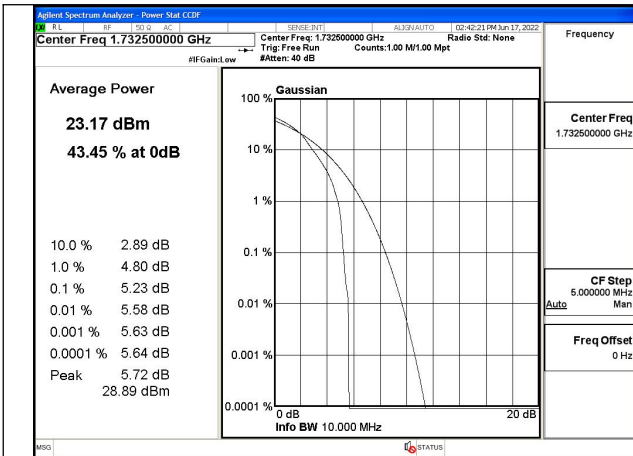 Agilent Spectrum Analyzer - Power Stat CCDF
RL RF 50 Ω AC SENSE:INT ALIGN AUTO 02:42:21 PM Jun 17, 2022
Center Freq 1.732500000 GHz
Center Freq: 1.732500000 GHz Radio Std: None
Trig: Free Run Counts:1.00 M/1.00 Mpt
#IFGain:Low #Atten: 40 dB
Frequency
Average Power
23.17 dBm
43.45 % at 0dB
10.0 % 2.89 dB
1.0 % 4.80 dB
0.1 % 5.23 dB
0.01 % 5.58 dB
0.001 % 5.63 dB
0.0001 % 5.64 dB
Peak 5.72 dB
28.89 dBm
Gaussian
100 %
10 %
1 %
0.1 %
0.01 %
0.001 %
0.0001 %
0 dB 20 dB
Info BW 10.000 MHz
Center Freq
1.732500000 GHz
CF Step
5.000000 MHz
Auto Man
Freq Offset
0 Hz
MSG STATUS